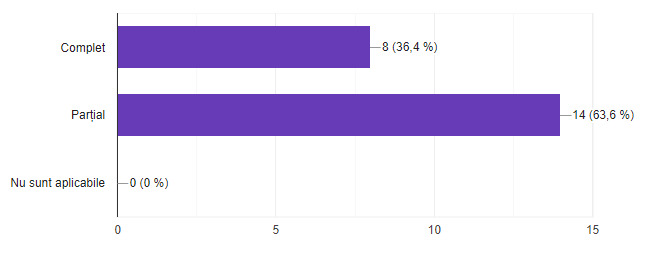 Complet
8 (36,4 %)
Parțial
14 (63,6 %)
Nu sunt aplicabile
0 (0 %)
0
5
10
15